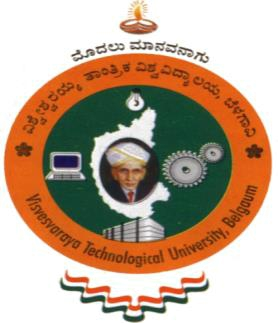 ಮೊದಲು ಮಾನವನಾಗು
ವಿಶ್ವೇಶ್ವರಯ್ಯ ತಾಂತ್ರಿಕ ವಿಶ್ವವಿದ್ಯಾಲಯ, ಬೆಳಗಾವಿ
Visvesvaraya Technological University, Belgaum